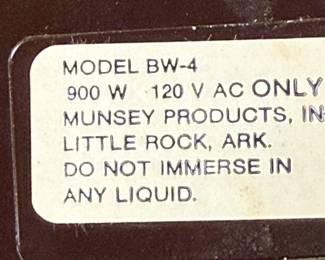 MODEL BW-4
900 W 120 V AC ONLY
MUNSEY PRODUCTS, IN
LITTLE ROCK, ARK.
DO NOT IMMERSE IN
ANY LIQUID.